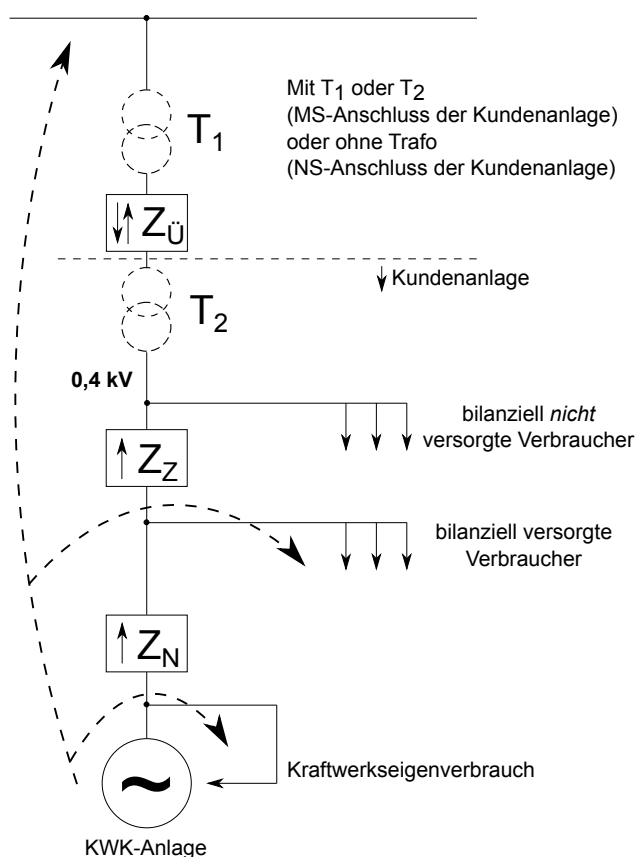 Mit T1 oder T2
(MS-Anschluss der Kundenanlage)
oder ohne Trafo
(NS-Anschluss der Kundenanlage)
T1
ZÜ
Kundenanlage
T2
0,4 kV
bilanziell nicht
versorgte Verbraucher
ZZ
bilanziell versorgte
Verbraucher
ZN
Kraftwerkseigenverbrauch
~
KWK-Anlage